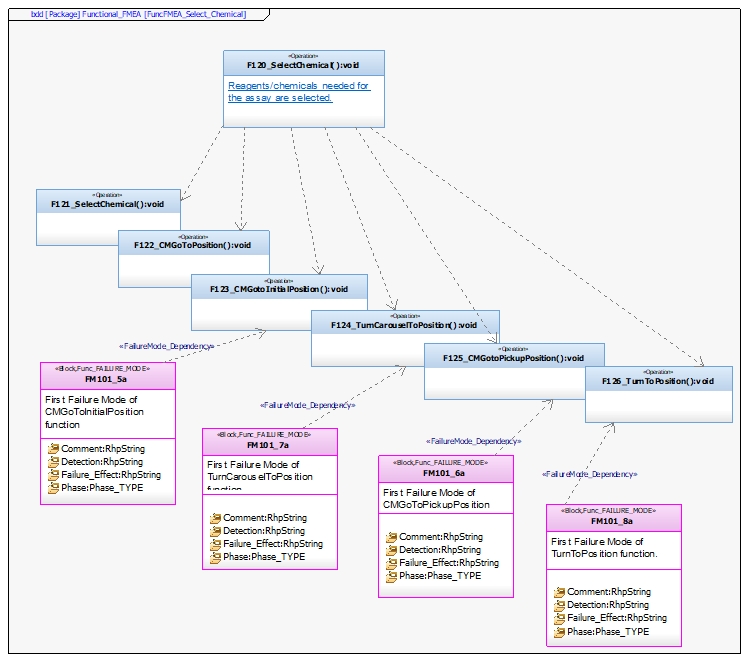 bdd [Package] Functional_FMEA [FuncFMEA_Select_Chemical]
«Operation»
F120_SelectChemical():void
Reagents/chemicals needed for
the assay are selected.
«Operation»
F121_SelectChemical():void
«Operation»
F122_CMGoToPosition():void
«Operation»
F123_CMGotoInitialPosition():void
«Operation»
F124_TurnCarouselToPosition():void
«Operation»
F125_CMGotoPickupPosition():void
«Operation»
F126_TurnToPosition():void
«FailureMode_Dependency»
«Block,Func_FAILURE_MODE»
FM101_5a
First Failure Mode of
CMGoToInitialPosition
function
Comment:RhpString
Detection:RhpString
Failure_Effect:RhpString
Phase:Phase_TYPE
«FailureMode_Dependency»
«Block,Func_FAILURE_MODE»
FM101_7a
First Failure Mode of
TurnCarouselToPosition
function
Comment:RhpString
Detection:RhpString
Failure_Effect:RhpString
Phase:Phase_TYPE
«FailureMode_Dependency»
«Block,Func_FAILURE_MODE»
FM101_6a
First Failure Mode of
CMGoToPickupPosition
Comment:RhpString
Detection:RhpString
Failure_Effect:RhpString
Phase:Phase_TYPE
«FailureMode_Dependency»
«Block,Func_FAILURE_MODE»
FM101_8a
First Failure Mode of
TurnToPosition function.
Comment:RhpString
Detection:RhpString
Failure_Effect:RhpString
Phase:Phase_TYPE